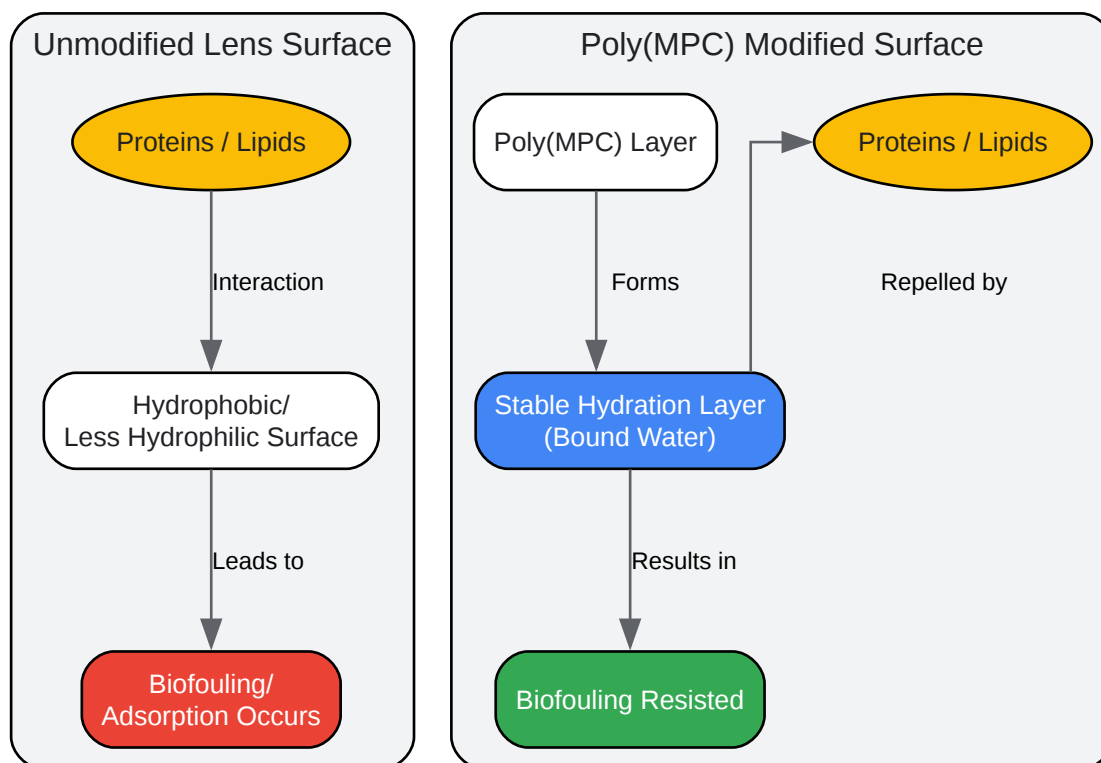 Unmodified Lens Surface
Proteins / Lipids
Interaction
Hydrophobic/
Less Hydrophilic Surface
Leads to
Biofouling/
Adsorption Occurs
Poly(MPC) Modified Surface
Poly(MPC) Layer
Proteins / Lipids
Forms
Repelled by
Stable Hydration Layer
(Bound Water)
Results in
Biofouling Resisted